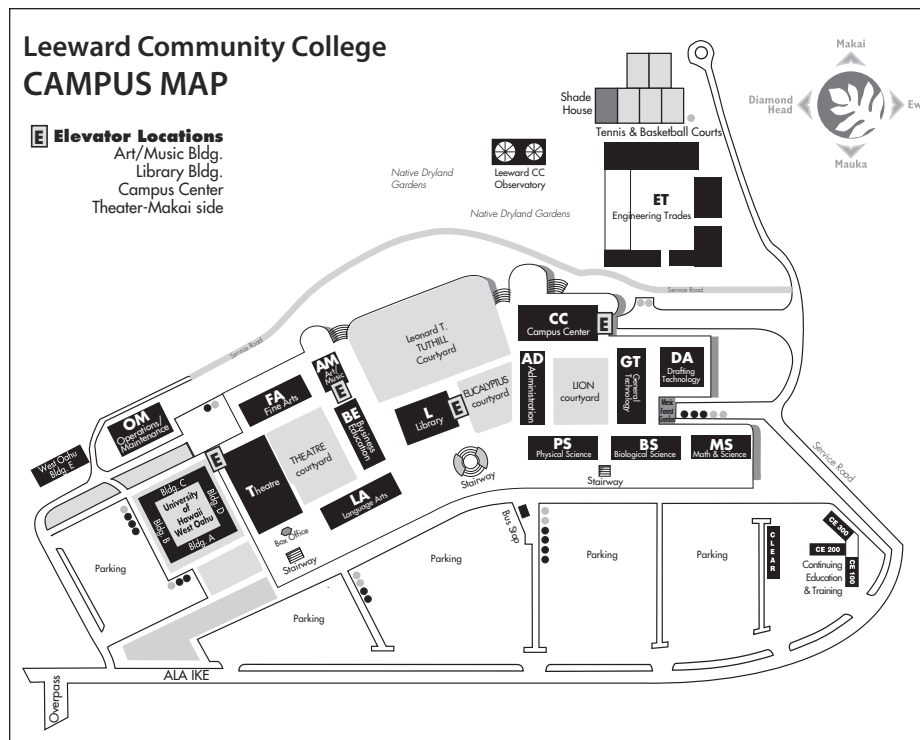 Leeward Community College
CAMPUS MAP
E Elevator Locations
Art/Music Bldg.
Library Bldg.
Campus Center
Theater-Makai side
Makai
Diamond
Head
Ew
Mauka
Shade
House
Tennis & Basketball Courts
Native Dryland
Gardens
Leeward CC
Observatory
Native Dryland Gardens
ET
Engineering Trades
Service Road
Service Road
CC
Campus Center
E
Leonard T.
TUTHILL
Courtyard
AM
Art/
Music
E
FA
Fine Arts
AD
Administration
LION
courtyard
GT
General
Technology
DA
Drafting
Technology
EUCALYPTUS
courtyard
L
Library
E
BE
Business
Education
OM
Operations/
Maintenance
West Oahu
Bldg. E
E
THEATRE
courtyard
Theatre
PS
Physical Science
BS
Biological Science
MS
Math & Science
Service Road
Stairway
Stairway
LA
Language Arts
Bldg. C
Bldg. D
Bldg. B
Bldg. A
University
of
Hawaii
West Oahu
Box Office
Stairway
Bus Stop
Parking
Parking
Parking
Parking
Parking
CLEAR
CE 300
CE 200
CE 100
Continuing
Education
& Training
ALA IKE
Overpass